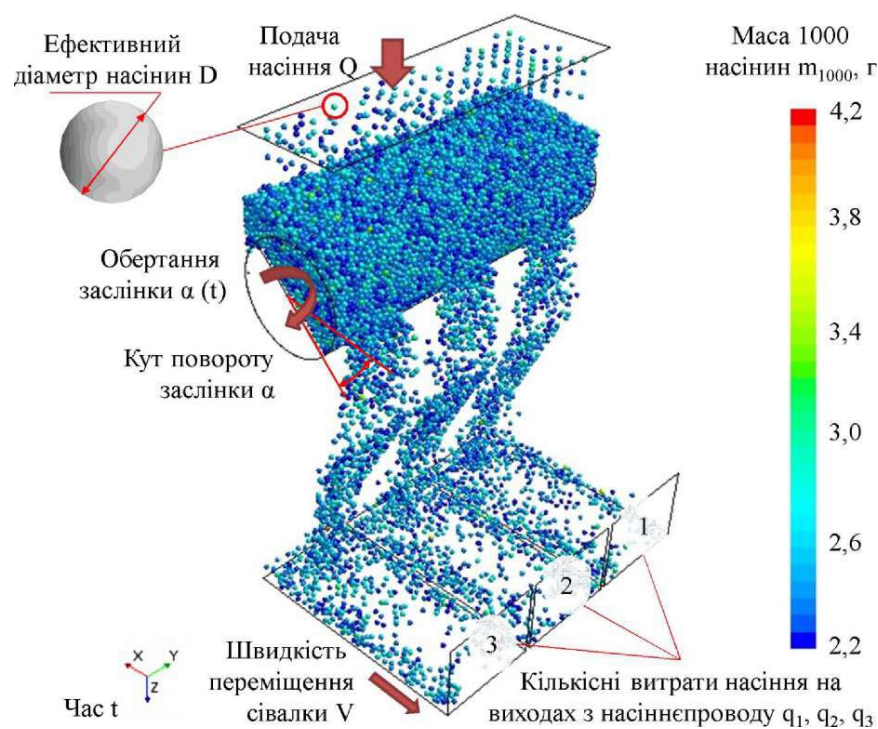 Ефективний
діаметр насінин D
Подача
насіння Q
Маса 1000
насінин m₁₀₀₀, г
4,2
3,8
3,4
3,0
2,6
2,2
Обертання
заслінки α (t)
Кут повороту
заслінки α
1
2
3
X
Y
Z
Час t
Швидкість
переміщення
сівалки V
Кількісні витрати насіння на
виходах з насіннєпроводу q₁, q₂, q₃